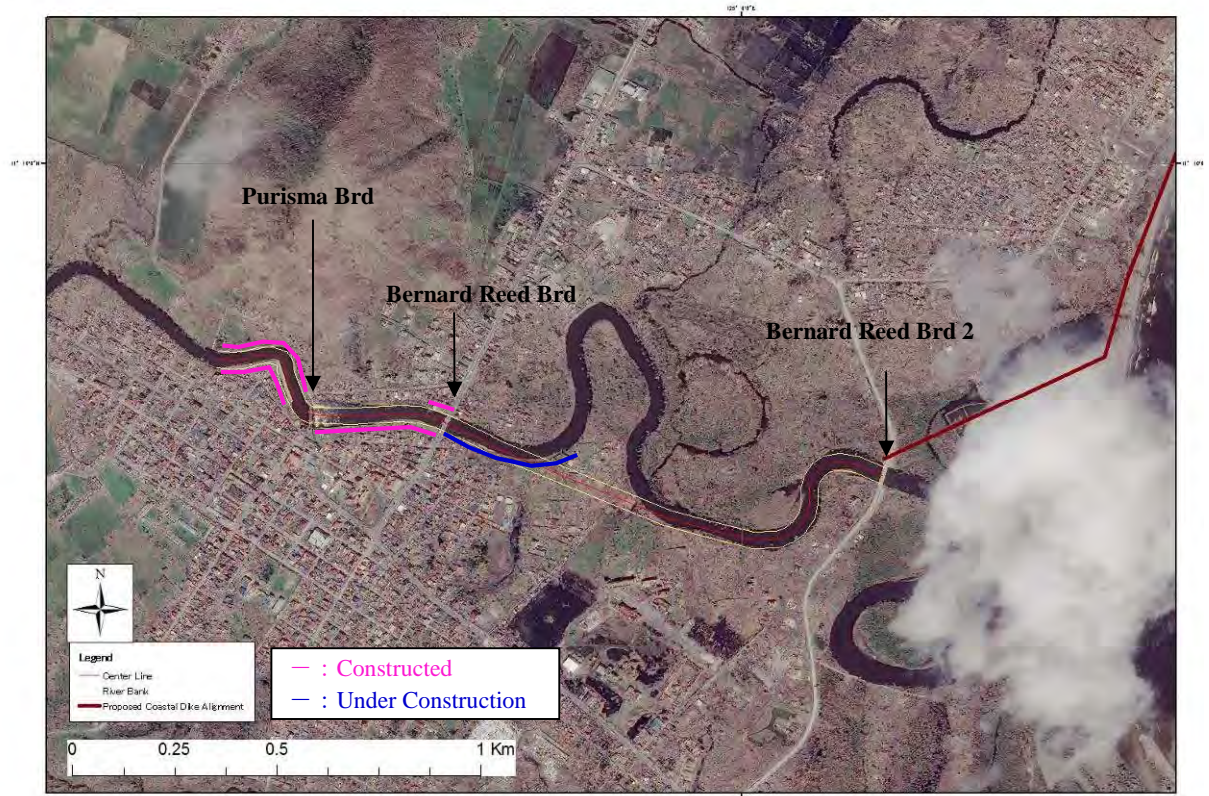 Purisma Brd
Bernard Reed Brd
Bernard Reed Brd 2
N
Legend
Center Line
River Bank
Proposed Coastal Dike Alignment
— : Constructed
— : Under Construction
0 0.25 0.5 1 Km